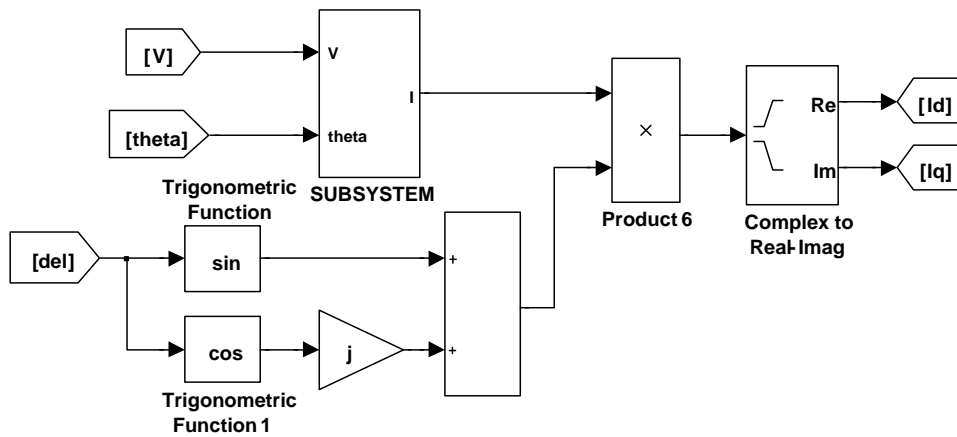 [V]
V
I
[theta]
theta
SUBSYSTEM
×
Product 6
Re
Im
Complex to
Real-Imag
[Id]
[Iq]
Trigonometric
Function
[del]
sin
+
cos
j
+
Trigonometric
Function 1